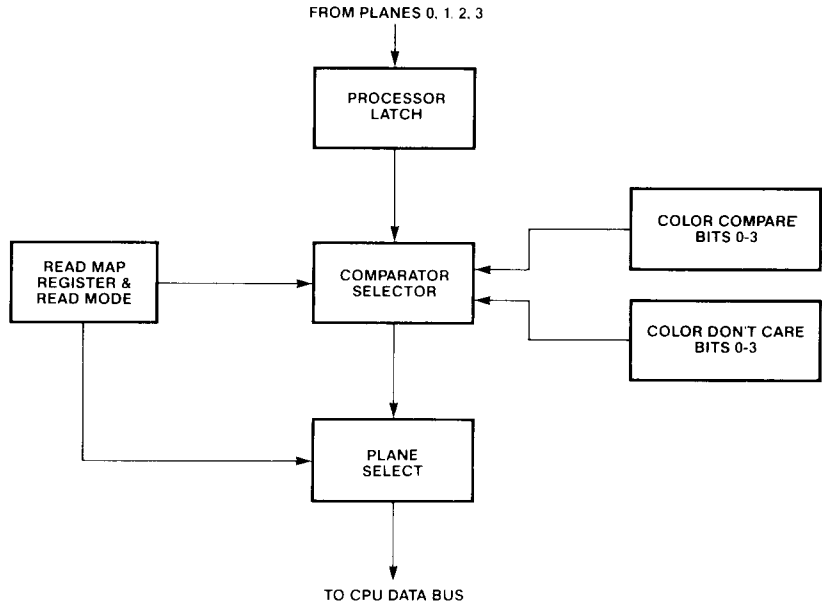 FROM PLANES 0, 1. 2, 3
PROCESSOR
LATCH
COLOR COMPARE
BITS 0-3
READ MAP
REGISTER &
READ MODE
COMPARATOR
SELECTOR
COLOR DON'T CARE
BITS 0-3
PLANE
SELECT
TO CPU DATA BUS